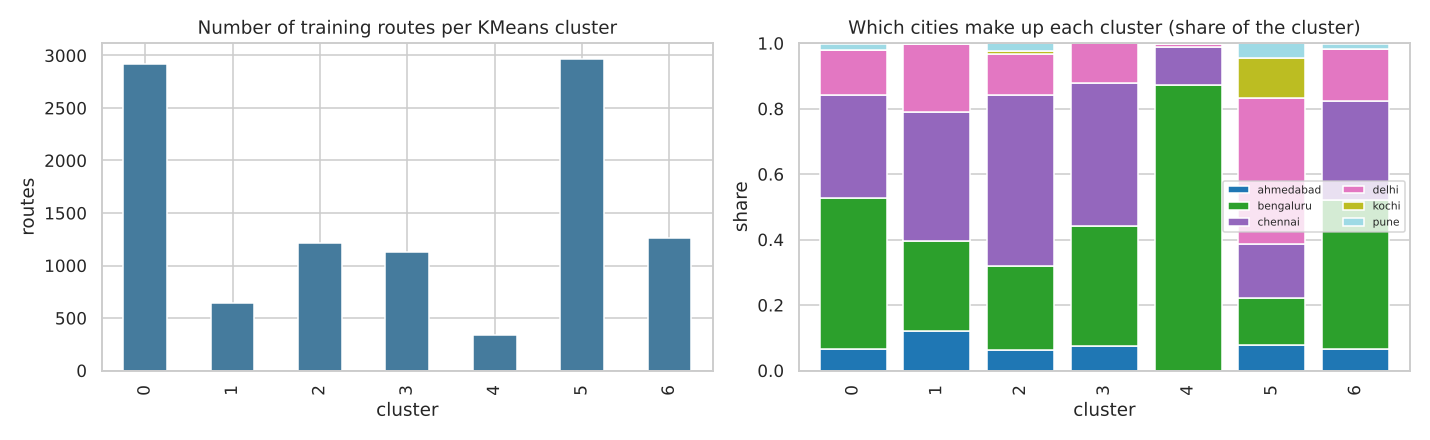 Number of training routes per KMeans cluster
3000
2500
2000
1500
1000
500
0
routes
0 1 2 3 4 5 6
cluster
Which cities make up each cluster (share of the cluster)
1.0
0.8
0.6
0.4
0.2
0.0
share
ahmedabad delhi
bengaluru kochi
chennai pune
0 1 2 3 4 5 6
cluster